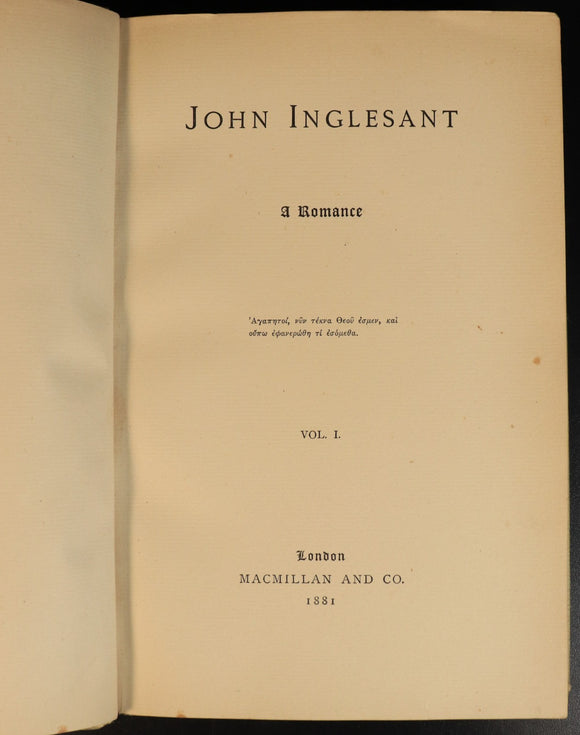 JOHN INGLESANT
A Romance
Ἀγαπητοί, νῦν τέκνα Θεοῦ ἐσμεν, καὶ
οὔπω ἐφανερώθη τί ἐσόμεθα.
VOL. I.
London
MACMILLAN AND CO.
1881